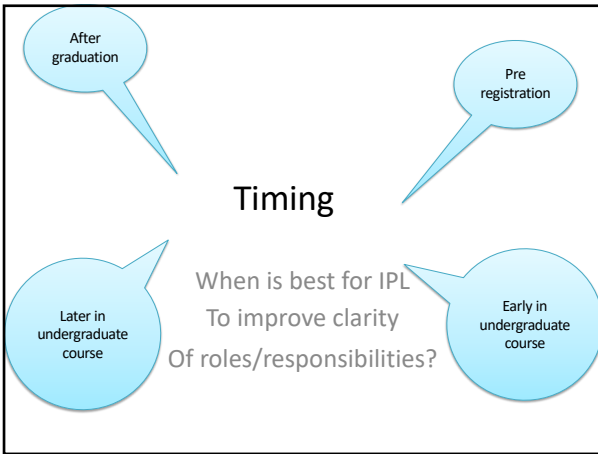 After
graduation
Pre
registration
Timing
When is best for IPL
To improve clarity
Of roles/responsibilities?
Later in
undergraduate
course
Early in
undergraduate
course